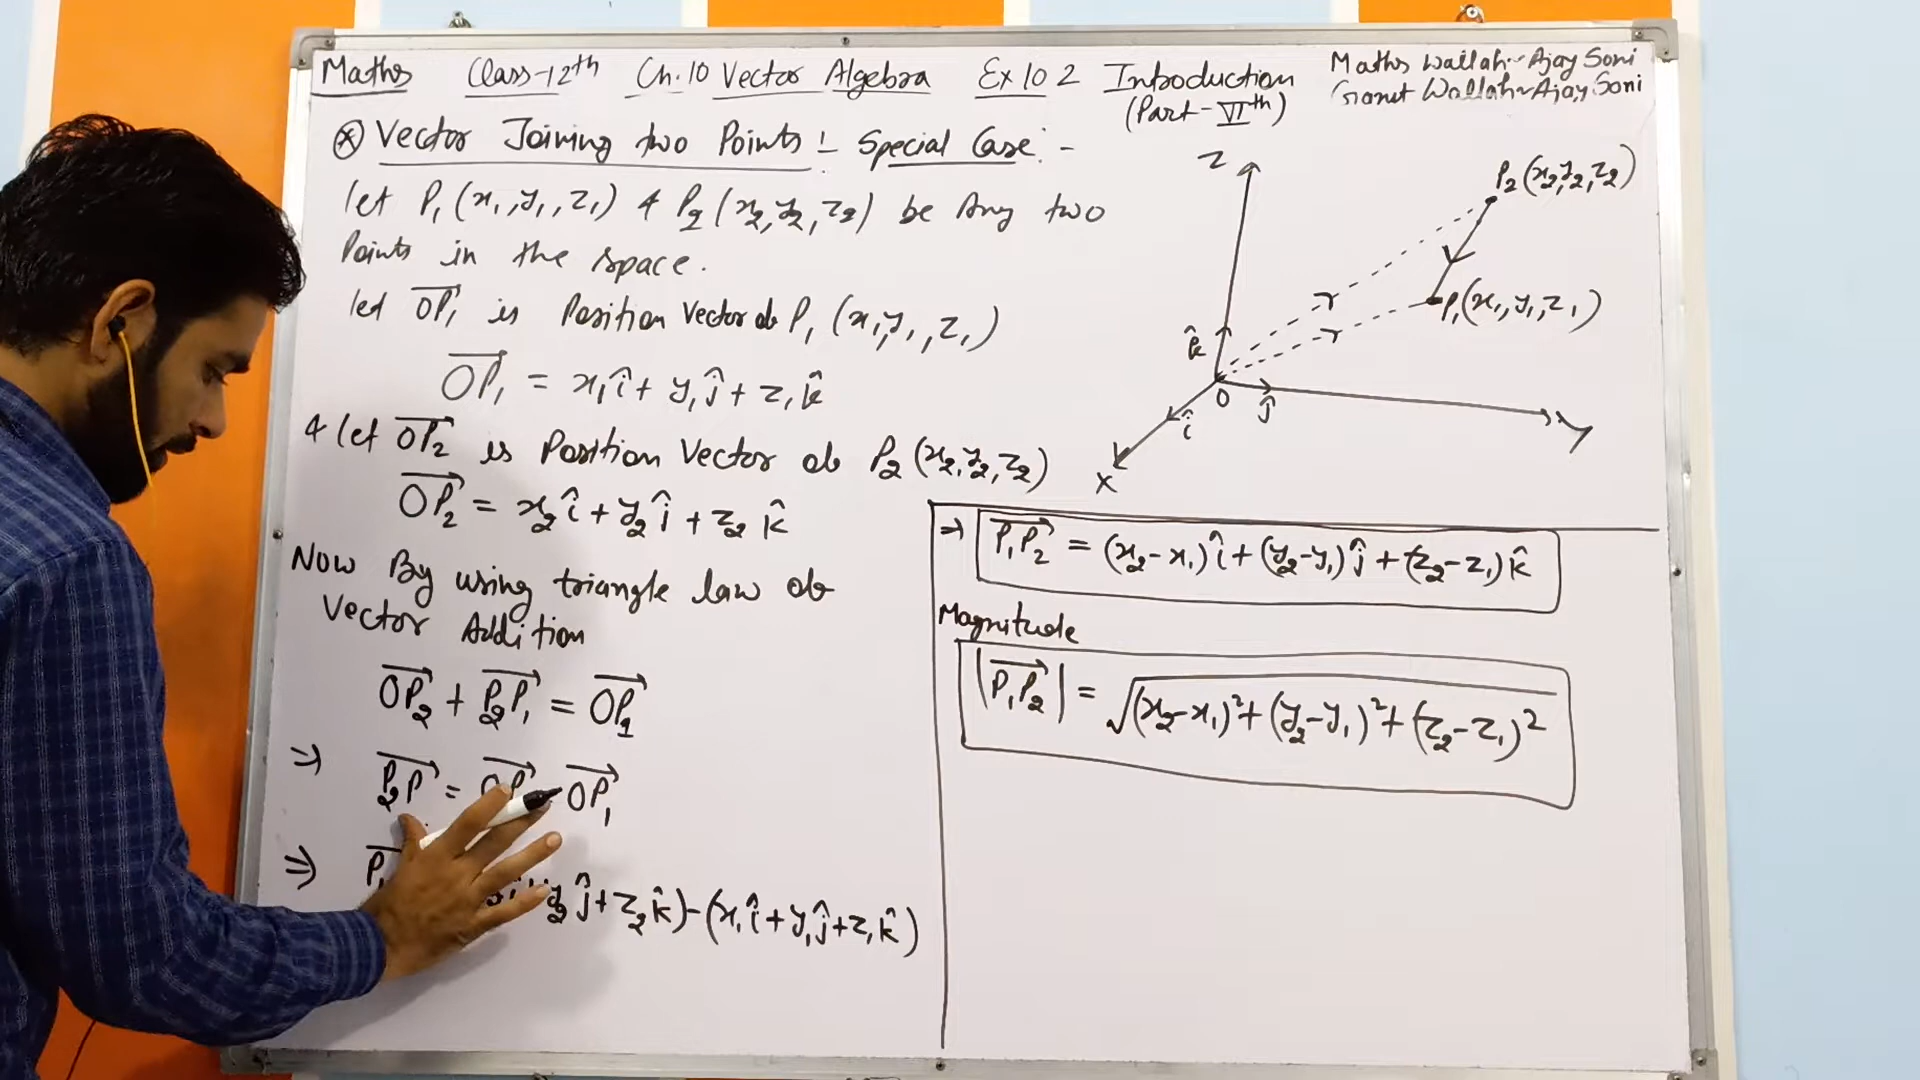 Maths Class-12th Ch.10 Vector Algebra Ex 10 2 Introduction
(Part-VIth)
Maths Wallah~Ajay Soni
Wallah~Ajay Soni
⊛ Vector Joining two Points :- Special Case :-
let P₁(x₁,y₁,z₁) & P₂(x₂,y₂,z₂) be Any two
Points in the space.
let OP₁→ is Position Vector of P₁(x₁,y₁,z₁)
OP₁→ = x₁î + y₁ĵ + z₁k̂
& let OP₂→ is Position Vector of P₂(x₂,y₂,z₂)
OP₂→ = x₂î + y₂ĵ + z₂k̂
Now By using triangle law of
Vector Addition
OP₂→ + P₂P₁→ = OP₁→
⇒ P₂P→ = OP→ OP₁→
⇒ P₁ y₂ĵ + z₂k̂) - (x₁î + y₁ĵ + z₁k̂)
Z
P₂(x₂,y₂,z₂)
P₁(x₁,y₁,z₁)
k̂
O
ĵ
î
Y
X
⇒ P₁P₂→ = (x₂-x₁)î + (y₂-y₁)ĵ + (z₂-z₁)k̂
Magnitude
|P₁P₂→| = √(x₂-x₁)² + (y₂-y₁)² + (z₂-z₁)²